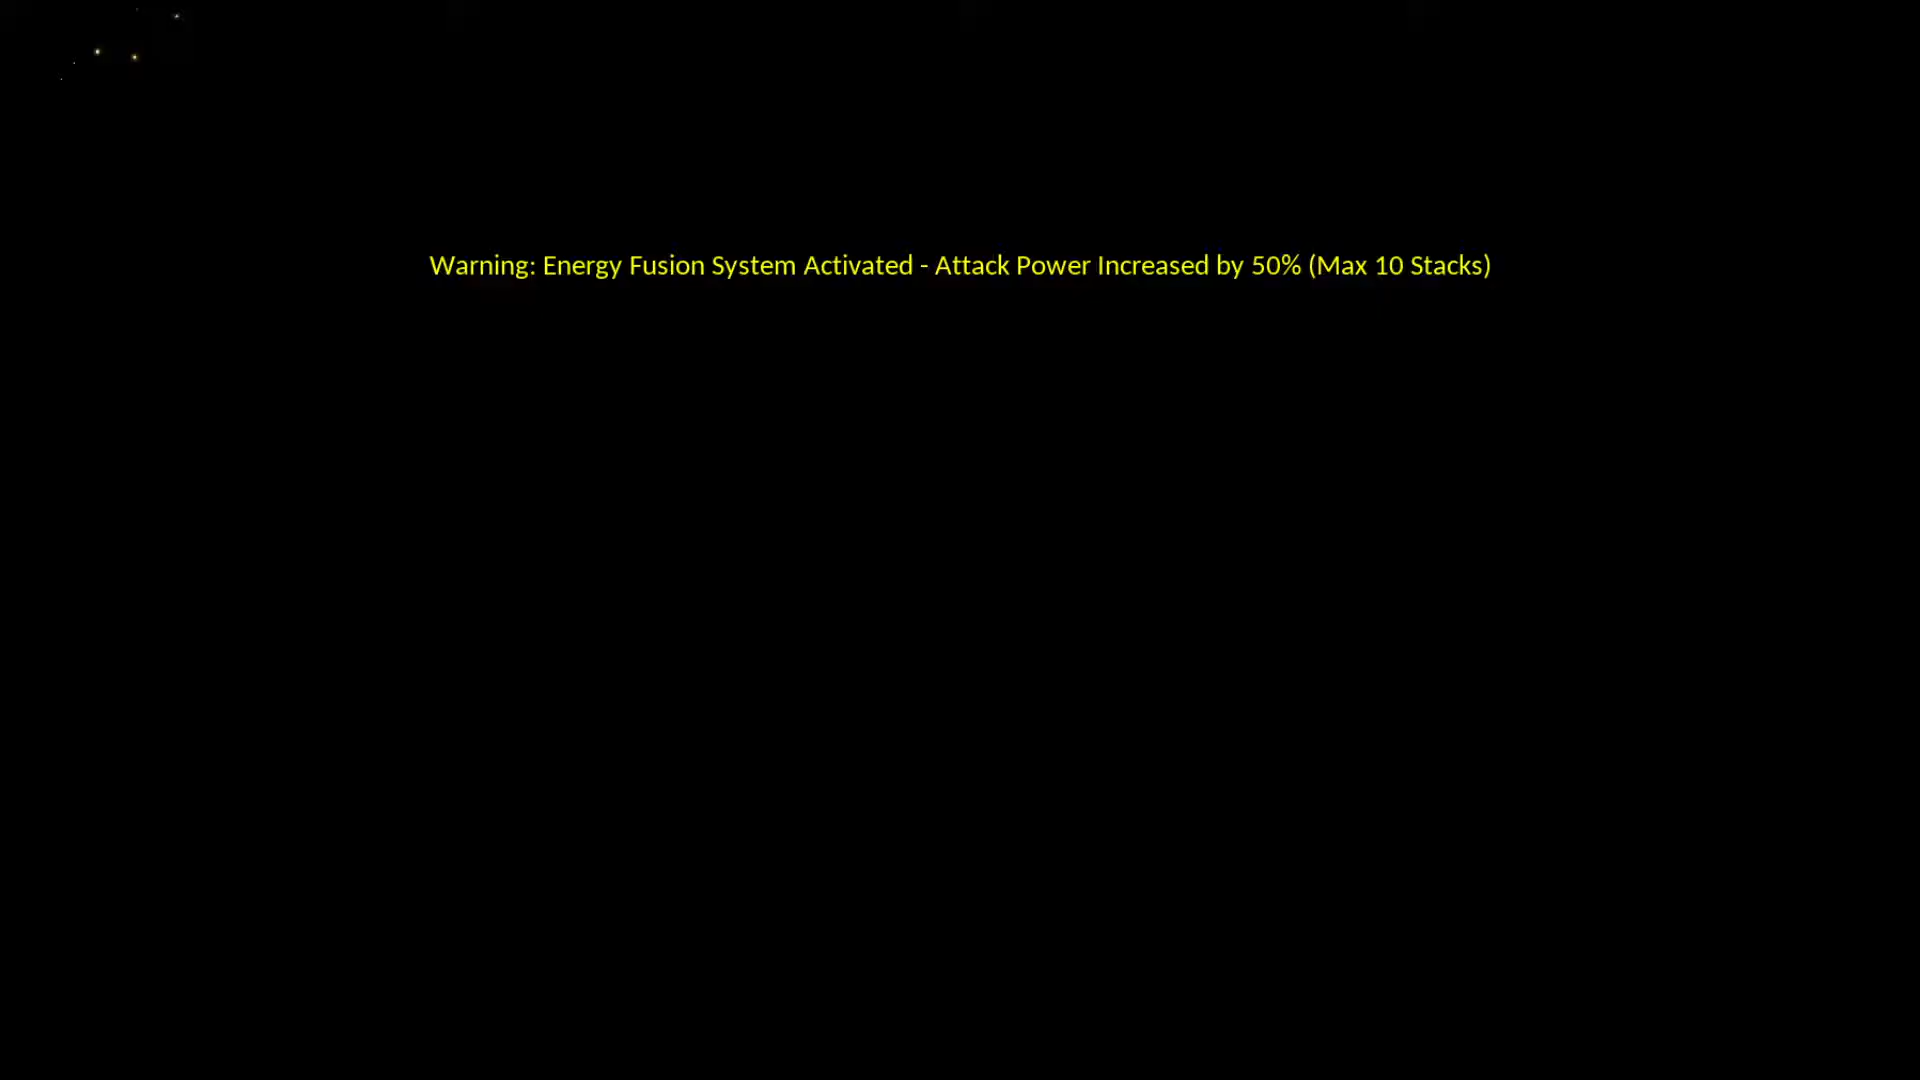 Warning: Energy Fusion System Activated - Attack Power Increased by 50% (Max 10 Stacks)